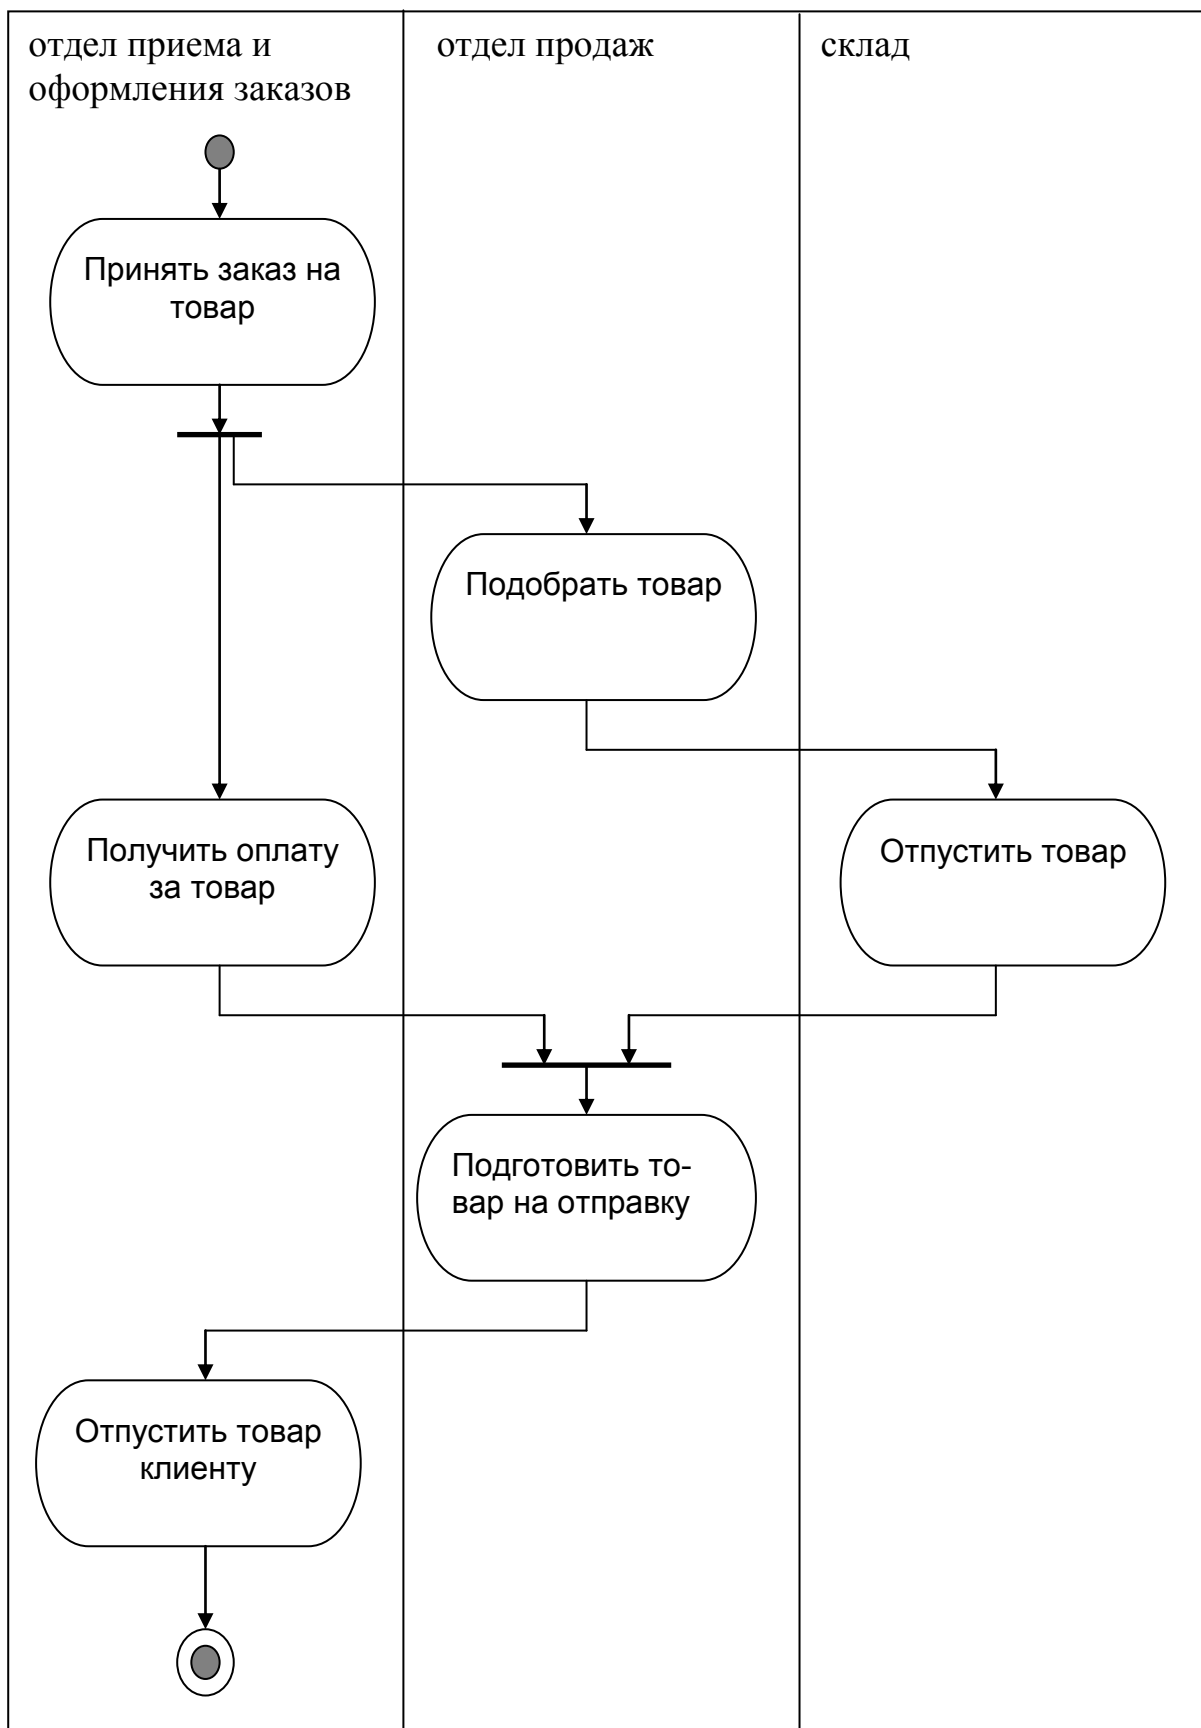 отдел приема и
оформления заказов
отдел продаж
склад
Принять заказ на
товар
Подобрать товар
Получить оплату
за товар
Отпустить товар
Подготовить то-
вар на отправку
Отпустить товар
клиенту